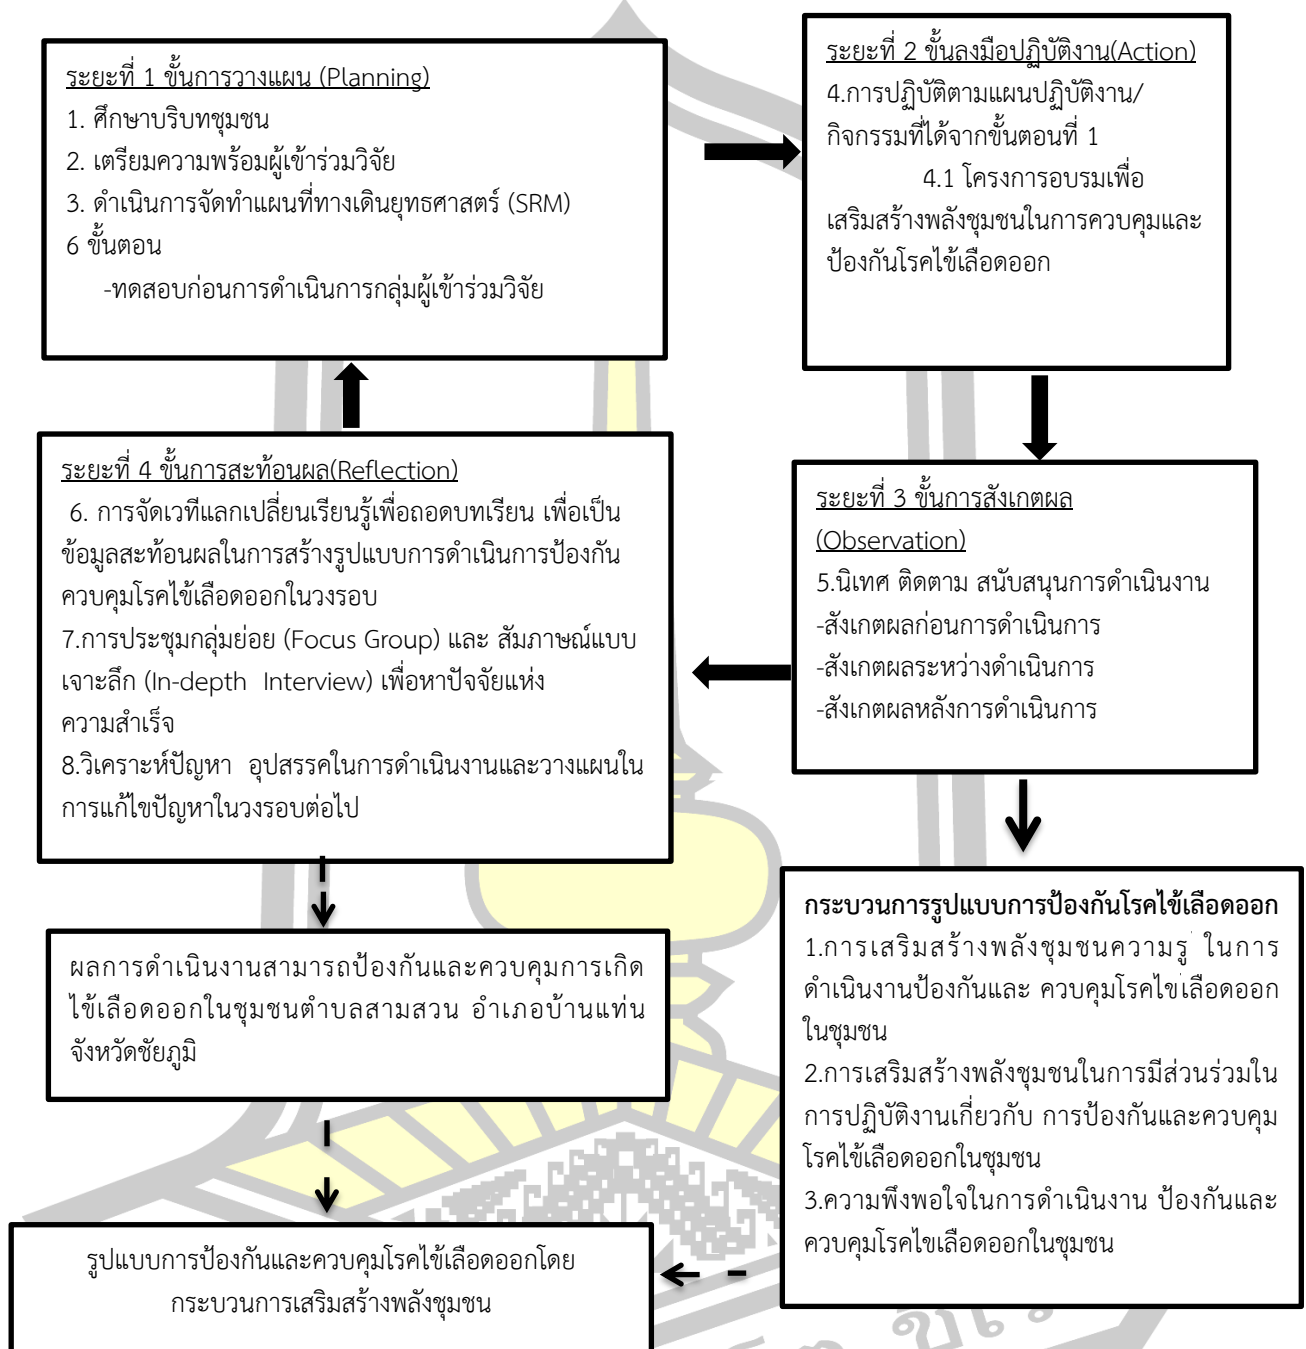 ระยะที่ 1 ขั้นการวางแผน (Planning)
1. ศึกษาบริบทชุมชน
2. เตรียมความพร้อมผู้เข้าร่วมวิจัย
3. ดำเนินการจัดทำแผนที่ทางเดินยุทธศาสตร์ (SRM)
6 ขั้นตอน
-ทดสอบก่อนการดำเนินการกลุ่มผู้เข้าร่วมวิจัย
ระยะที่ 2 ขั้นลงมือปฏิบัติงาน(Action)
4.การปฏิบัติตามแผนปฏิบัติงาน/
กิจกรรมที่ได้จากขั้นตอนที่ 1
4.1 โครงการอบรมเพื่อ
เสริมสร้างพลังชุมชนในการควบคุมและ
ป้องกันโรคไข้เลือดออก
ระยะที่ 3 ขั้นการสังเกตผล
(Observation)
5.นิเทศ ติดตาม สนับสนุนการดำเนินงาน
-สังเกตผลก่อนการดำเนินการ
-สังเกตผลระหว่างดำเนินการ
-สังเกตผลหลังการดำเนินการ
ระยะที่ 4 ขั้นการสะท้อนผล(Reflection)
6. การจัดเวทีแลกเปลี่ยนเรียนรู้เพื่อถอดบทเรียน เพื่อเป็น
ข้อมูลสะท้อนผลในการสร้างรูปแบบการดำเนินการป้องกัน
ควบคุมโรคไข้เลือดออกในวงรอบ
7.การประชุมกลุ่มย่อย (Focus Group) และ สัมภาษณ์แบบ
เจาะลึก (In-depth Interview) เพื่อหาปัจจัยแห่ง
ความสำเร็จ
8.วิเคราะห์ปัญหา อุปสรรคในการดำเนินงานและวางแผนใน
การแก้ไขปัญหาในวงรอบต่อไป
ผลการดำเนินงานสามารถป้องกันและควบคุมการเกิด
ไข้เลือดออกในชุมชนตำบลสามสวน อำเภอบ้านแท่น
จังหวัดชัยภูมิ
กระบวนการรูปแบบการป้องกันโรคไข้เลือดออก
1.การเสริมสร้างพลังชุมชนความรู่ ในการ
ดำเนินงานป้องกันและ ควบคุมโรคไข่เลือดออก
ในชุมชน
2.การเสริมสร้างพลังชุมชนในการมีส่วนร่วมใน
การปฏิบัติงานเกี่ยวกับ การป้องกันและควบคุม
โรคไข้เลือดออกในชุมชน
3.ความพึงพอใจในการดำเนินงาน ป้องกันและ
ควบคุมโรคไขเลือดออกในชุมชน
รูปแบบการป้องกันและควบคุมโรคไข้เลือดออกโดย
กระบวนการเสริมสร้างพลังชุมชน